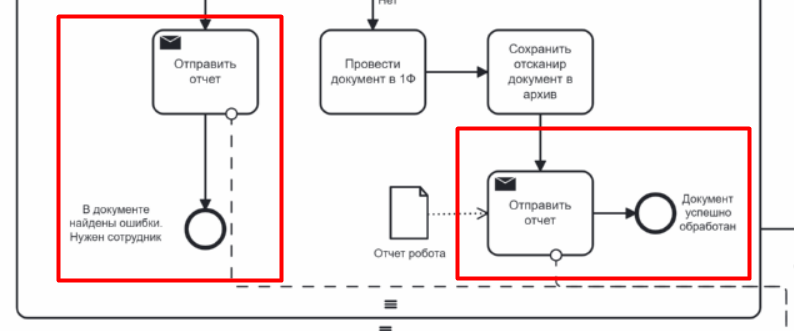 Нет
Отправить
отчет
Провести
документ в 1Ф
Сохранить
отсканир
документ в
архив
В документе
найдены ошибки.
Нужен сотрудник
Отчет робота
Отправить
отчет
Документ
успешно
обработан